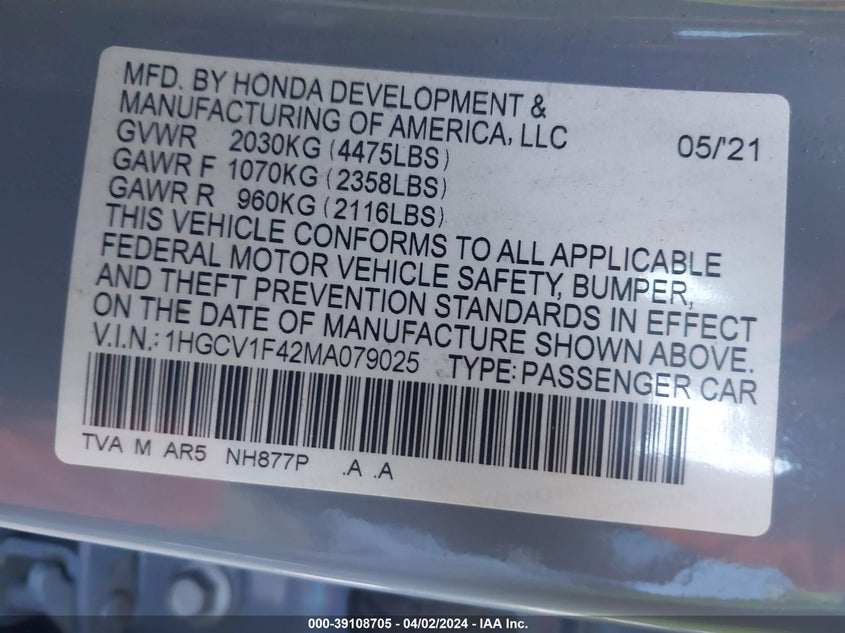 MFD. BY HONDA DEVELOPMENT &
MANUFACTURING OF AMERICA, LLC 05/'21
GVWR 2030KG (4475LBS)
GAWR F 1070KG (2358LBS)
GAWR R 960KG (2116LBS)
THIS VEHICLE CONFORMS TO ALL APPLICABLE
FEDERAL MOTOR VEHICLE SAFETY, BUMPER,
AND THEFT PREVENTION STANDARDS IN EFFECT
ON THE DATE OF MANUFACTURE SHOWN ABOVE.
V.I.N.: 1HGCV1F42MA079025 TYPE: PASSENGER CAR
TVA M AR5 NH877P .A .A
000-39108705 - 04/02/2024 - IAA Inc.